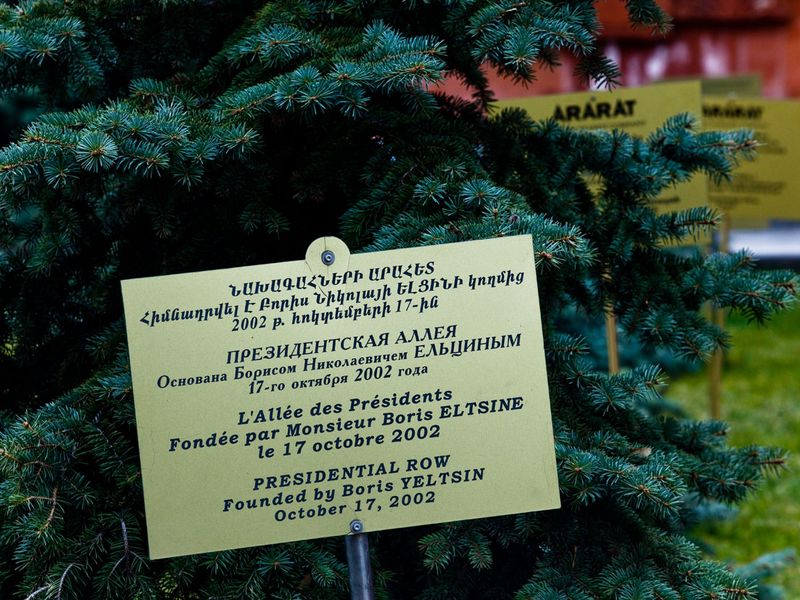 ՆԱԽԱԳԱՀՆԵՐԻ ԱՐԱՀԵՏ
Հիմնադրվել է Բորիս Նիկոլայի ԵԼՑԻՆԻ կողմից
2002 թ. հոկտեմբերի 17-ին
ПРЕЗИДЕНТСКАЯ АЛЛЕЯ
Основана Борисом Николаевичем ЕЛЬЦИНЫМ
17-го октября 2002 года
L'Allée des Présidents
Fondée par Monsieur Boris ELTSINE
le 17 octobre 2002
PRESIDENTIAL ROW
Founded by Boris YELTSIN
October 17, 2002
ARARAT
ARARAT